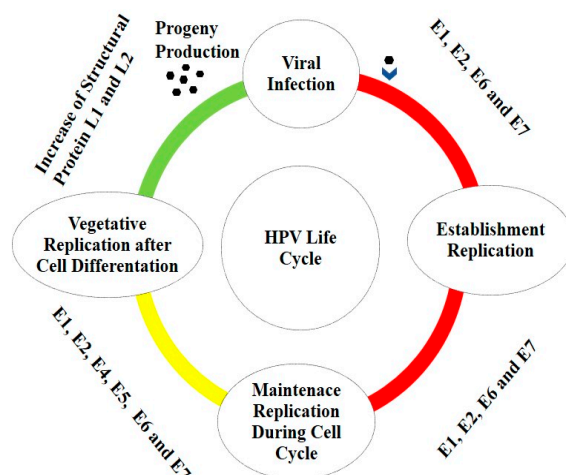 Progeny
Production
Viral
Infection
E1, E2, E6 and E7
Increase of Structural
Protein L1 and L2
Vegetative
Replication after
Cell Differentation
HPV Life
Cycle
Establishment
Replication
E1, E2, E4, E5, E6 and E7
Maintenace
Replication
During Cell
Cycle
E1, E2, E6 and E7